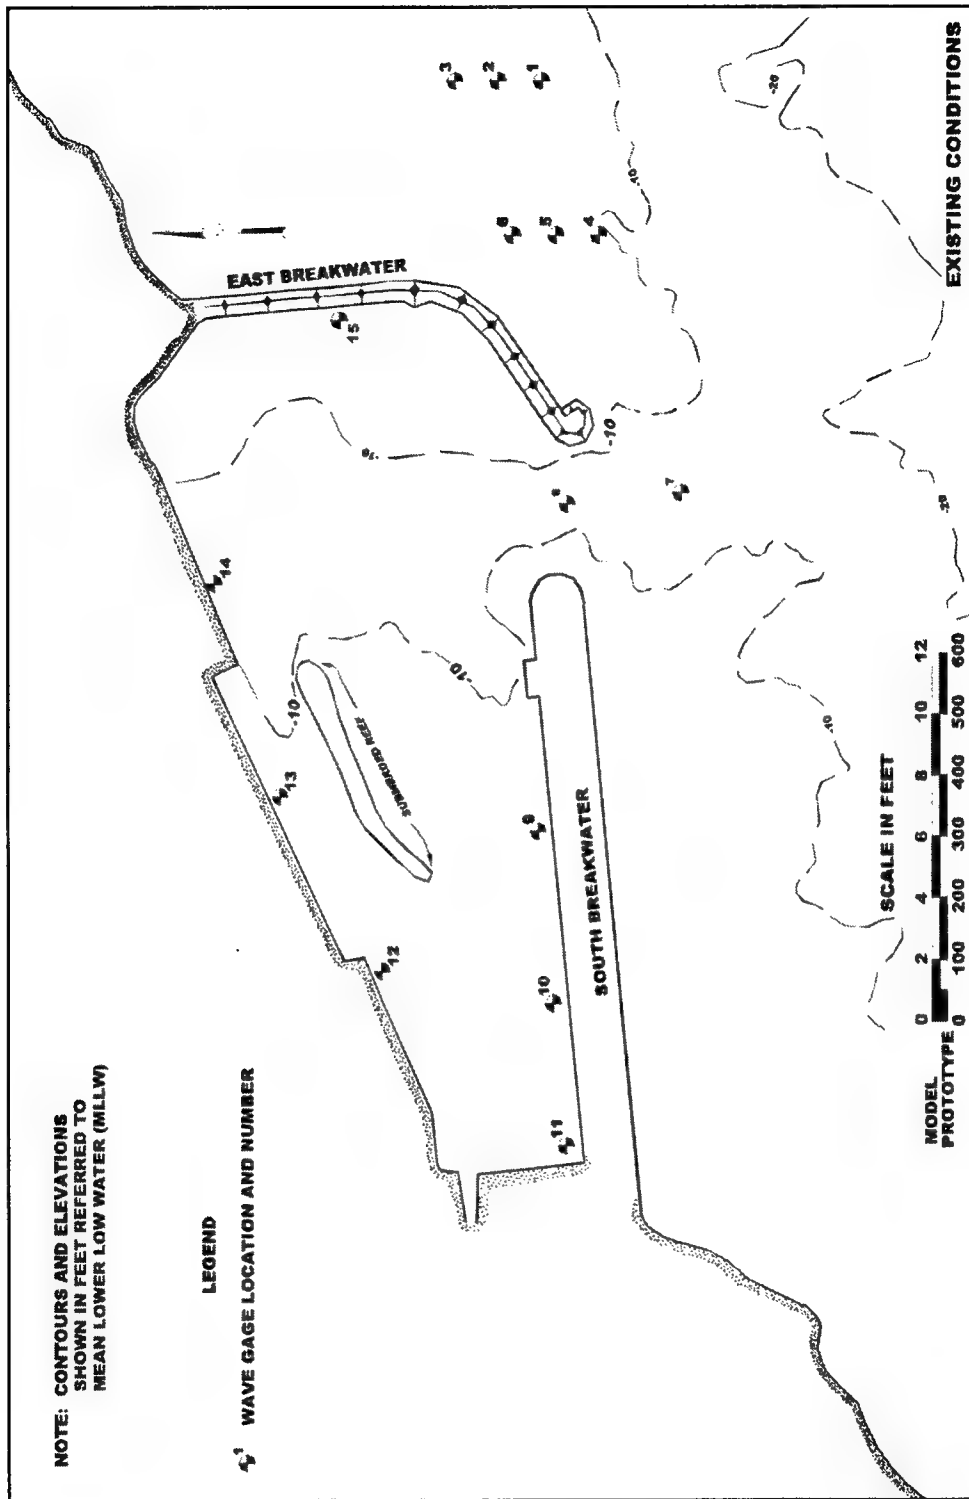 NOTE: CONTOURS AND ELEVATIONS
SHOWN IN FEET REFERRED TO
MEAN LOWER LOW WATER (MLLW)
LEGEND
1 WAVE GAGE LOCATION AND NUMBER
EAST BREAKWATER
SOUTH BREAKWATER
SUBMERGED REEF
3
2
1
6
5
4
15
7
8
14
13
12
9
10
11
-10
-10
-10
-10
-10
-10
-20
-20
SCALE IN FEET
MODEL 0 2 4 6 8 10 12
PROTOTYPE 0 100 200 300 400 500 600
EXISTING CONDITIONS